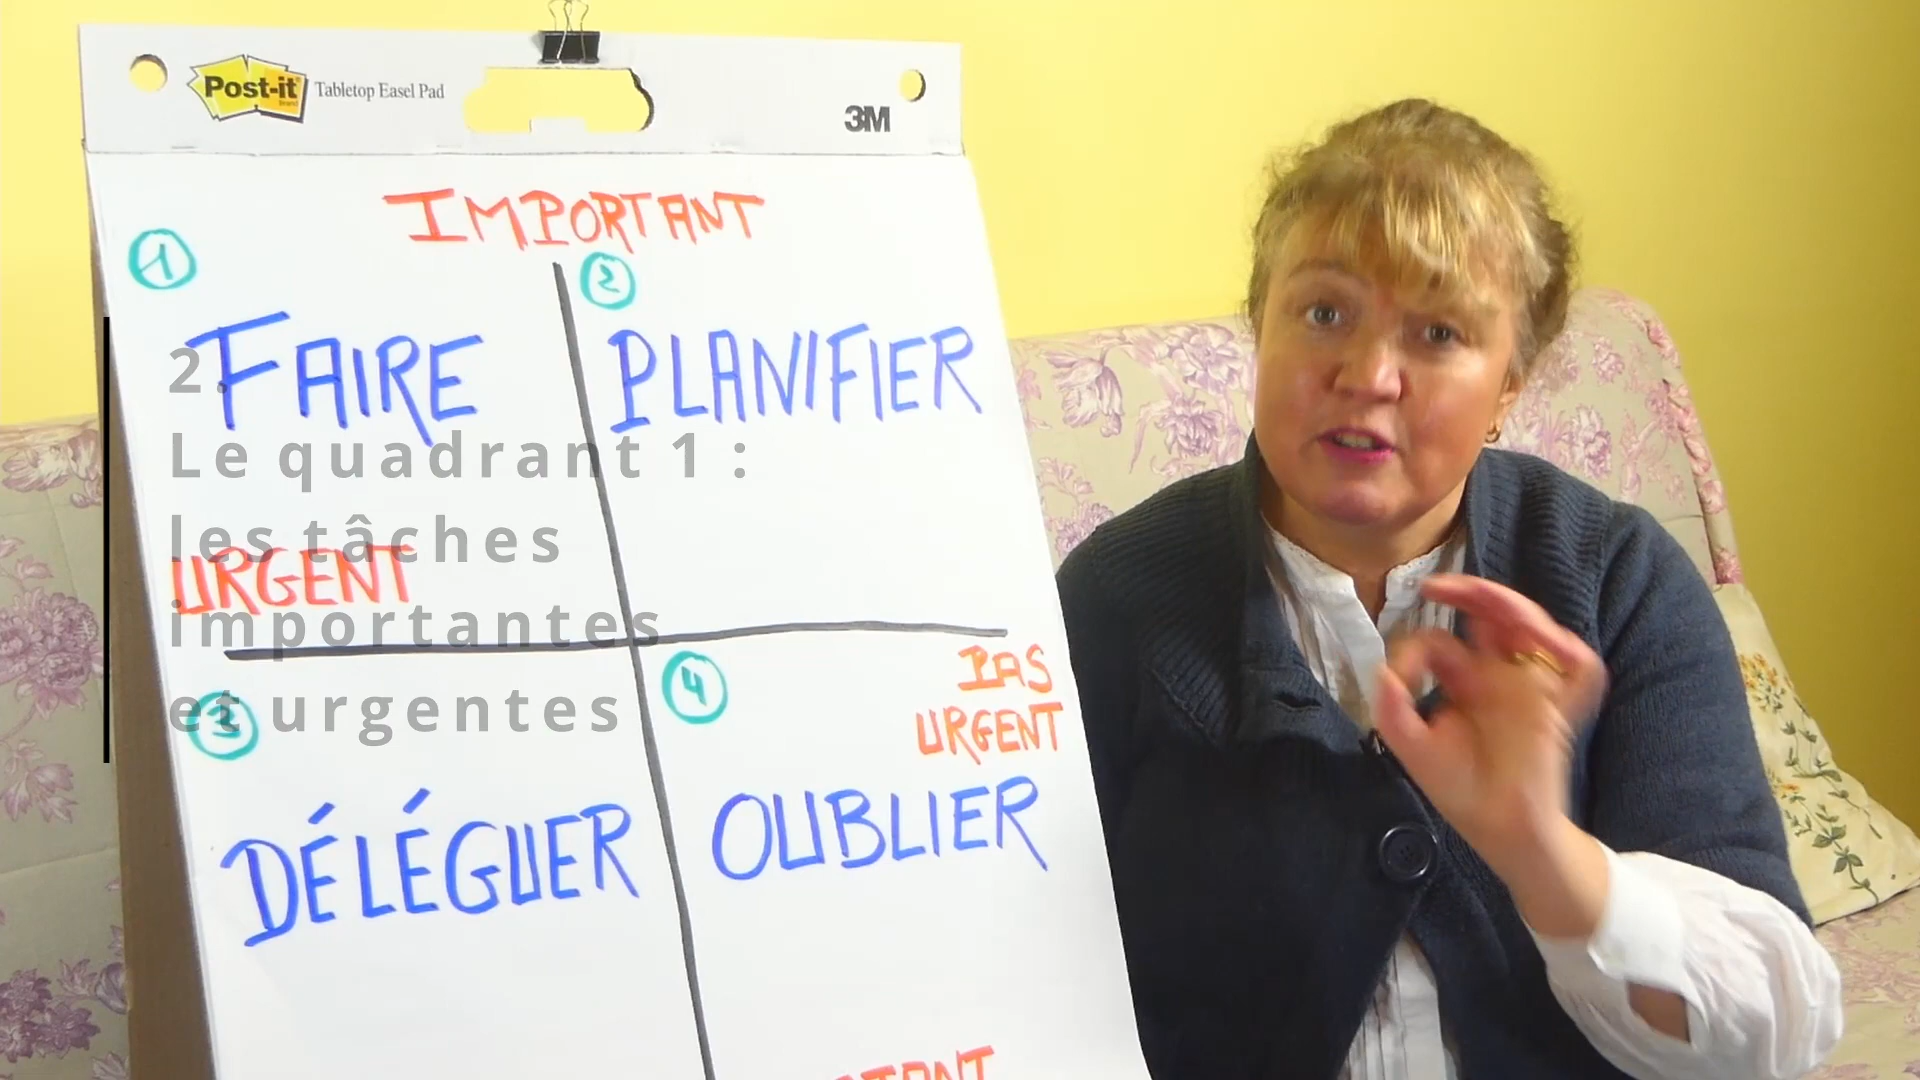 Post-it
Brand
Tabletop Easel Pad
3M
IMPORTANT
1
2
FAIRE
PLANIFIER
2.
Le quadrant 1 :
les tâches
importantes
et urgentes
URGENT
PAS
URGENT
3
4
DÉLÉGUER
OUBLIER